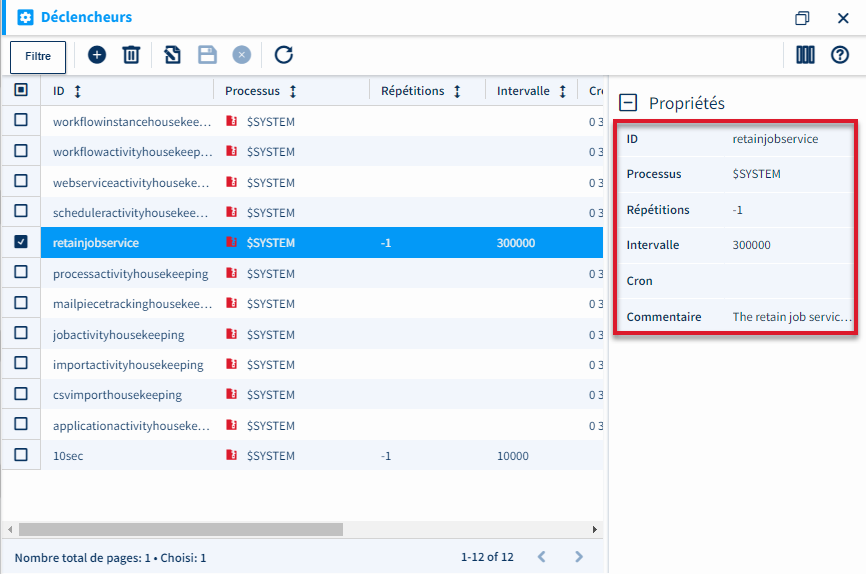 Déclencheurs
Filtre
ID Processus Répétitions Intervalle Cr
workflowinstancehousekee... $SYSTEM 0 3
workflowactivityhousekeep... $SYSTEM 0 3
webserviceactivityhouseke... $SYSTEM 0 3
scheduleractivityhousekee... $SYSTEM 0 3
retainjobservice $SYSTEM -1 300000
processactivityhousekeeping $SYSTEM 0 3
mailpiecetrackinghousekee... $SYSTEM 0 3
jobactivityhousekeeping $SYSTEM 0 3
importactivityhousekeeping $SYSTEM 0 3
csvimporthousekeeping $SYSTEM 0 3
applicationactivityhouseke... $SYSTEM 0 3
10sec $SYSTEM -1 10000
Nombre total de pages: 1 • Choisi: 1
1-12 of 12
Propriétés
ID retainjobservice
Processus $SYSTEM
Répétitions -1
Intervalle 300000
Cron
Commentaire The retain job servic...